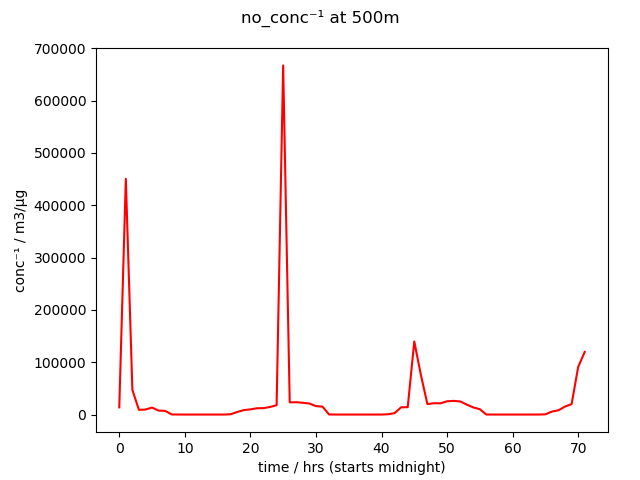 no_conc⁻¹ at 500m
700000
600000
500000
400000
300000
200000
100000
0
conc⁻¹ / m3/µg
0 10 20 30 40 50 60 70
time / hrs (starts midnight)